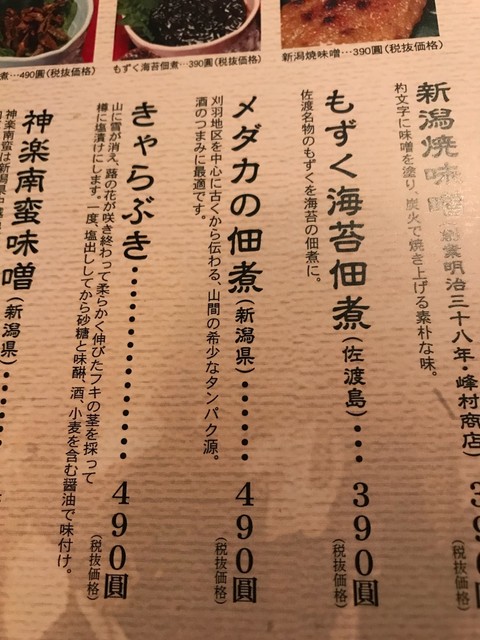 煮…490圓(税抜価格)
もずく海苔佃煮…390圓(税抜価格)
新潟焼味噌…390圓(税抜価格)
新潟焼味噌(創業明治三十八年・峰村商店)
杓文字に味噌を塗り、炭火で焼き上げる素朴な味。
もずく海苔佃煮(佐渡島)・・・390圓(税抜価格)
佐渡名物のもずくを海苔の佃煮に。
メダカの佃煮(新潟県)・・・・・490圓(税抜価格)
刈羽地区を中心に古くから伝わる、山間の希少なタンパク源。
酒のつまみに最適です。
きゃらぶき・・・・・・・・・・・・490圓(税抜価格)
山に雪が消え、蕗の花が咲き終わって柔らかく伸びたフキの茎を採って
樽に塩漬けにします。一度、塩出ししてから砂糖と味醂、酒、小麦を含む醤油で味付け。
神楽南蛮味噌(新潟県)・・・・
神楽南蛮は新潟県中越